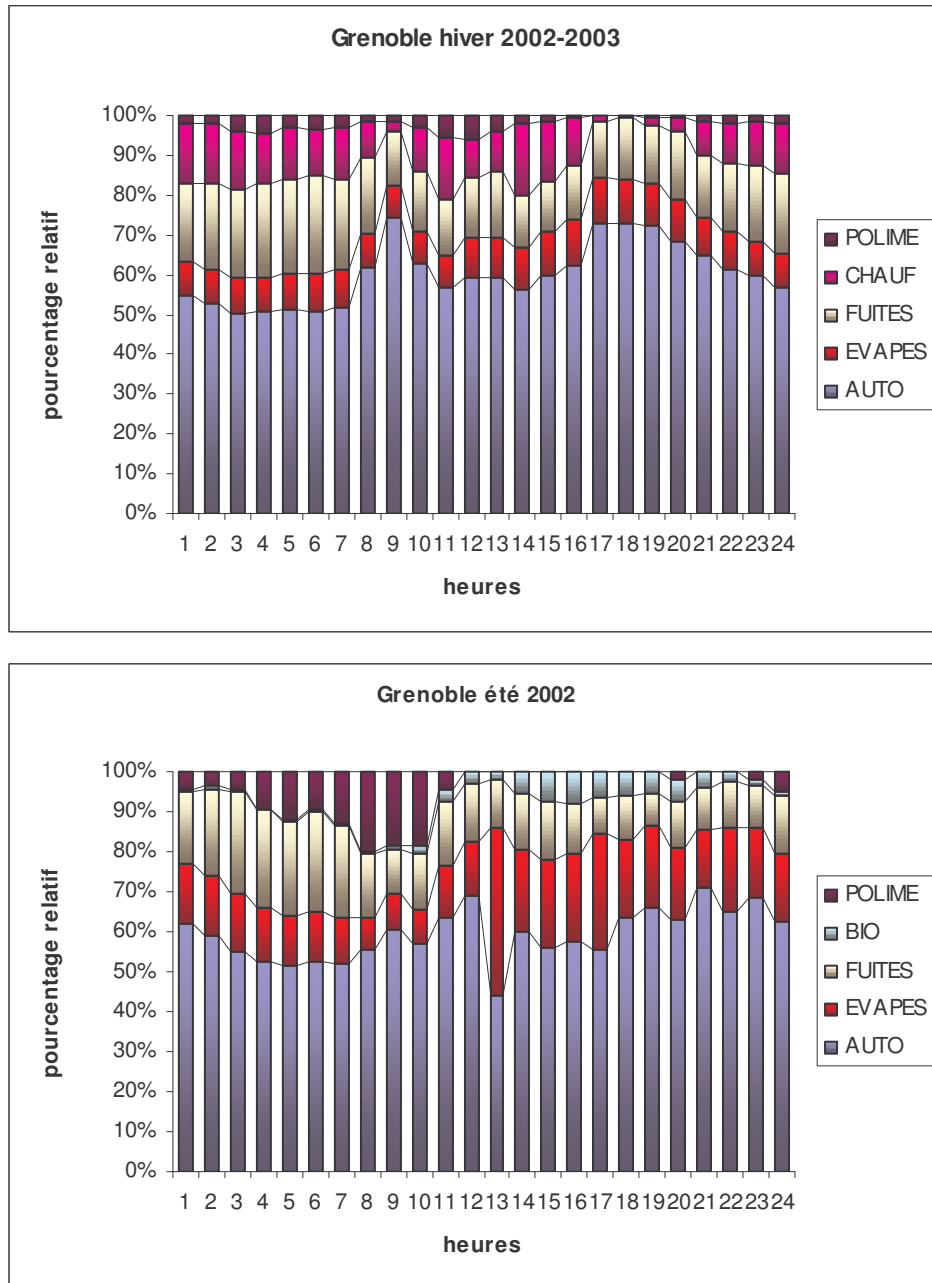 Grenoble hiver 2002-2003
pourcentage relatif
100%
90%
80%
70%
60%
50%
40%
30%
20%
10%
0%
1 2 3 4 5 6 7 8 9 10 11 12 13 14 15 16 17 18 19 20 21 22 23 24
heures
POLIME
CHAUF
FUITES
EVAPES
AUTO
Grenoble été 2002
pourcentage relatif
100%
90%
80%
70%
60%
50%
40%
30%
20%
10%
0%
1 2 3 4 5 6 7 8 9 10 11 12 13 14 15 16 17 18 19 20 21 22 23 24
heures
POLIME
BIO
FUITES
EVAPES
AUTO